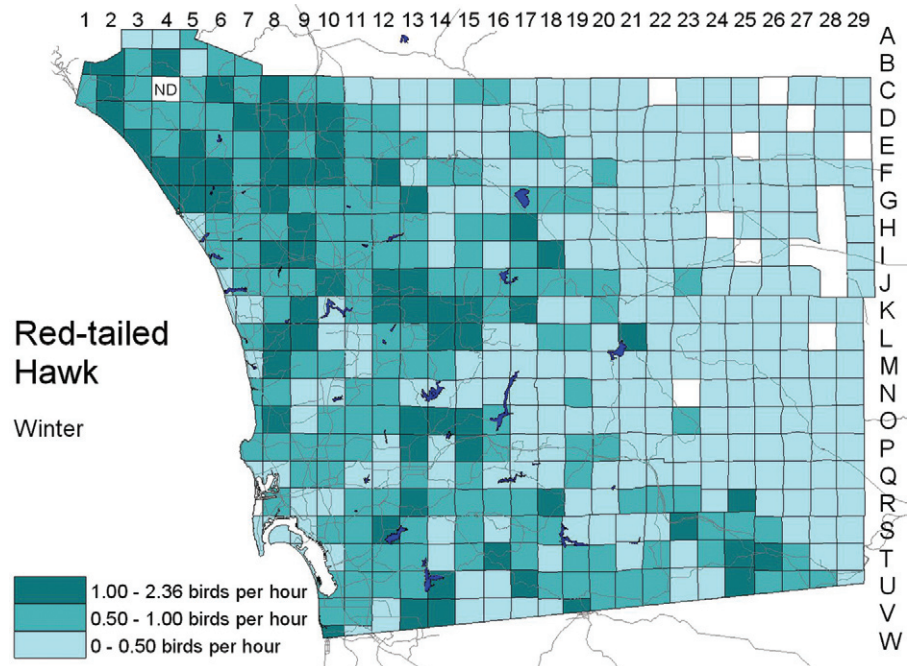 1 2 3 4 5 6 7 8 9 10 11 12 13 14 15 16 17 18 19 20 21 22 23 24 25 26 27 28 29
A
B
C
D
E
F
G
H
I
J
K
L
M
N
O
P
Q
R
S
T
U
V
W
ND
Red-tailed
Hawk
Winter
1.00 - 2.36 birds per hour
0.50 - 1.00 birds per hour
0 - 0.50 birds per hour